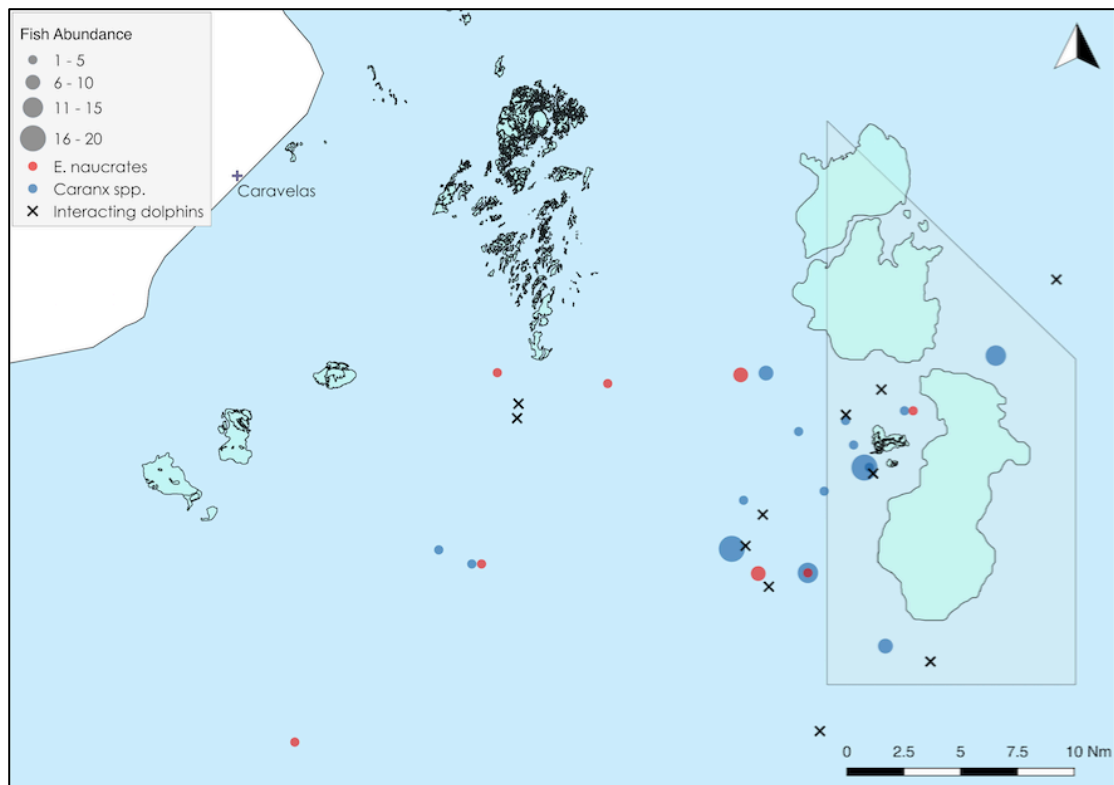 Fish Abundance
1 - 5
6 - 10
11 - 15
16 - 20
E. naucrates
Caranx spp.
Interacting dolphins
Caravelas
0 2.5 5 7.5 10 Nm